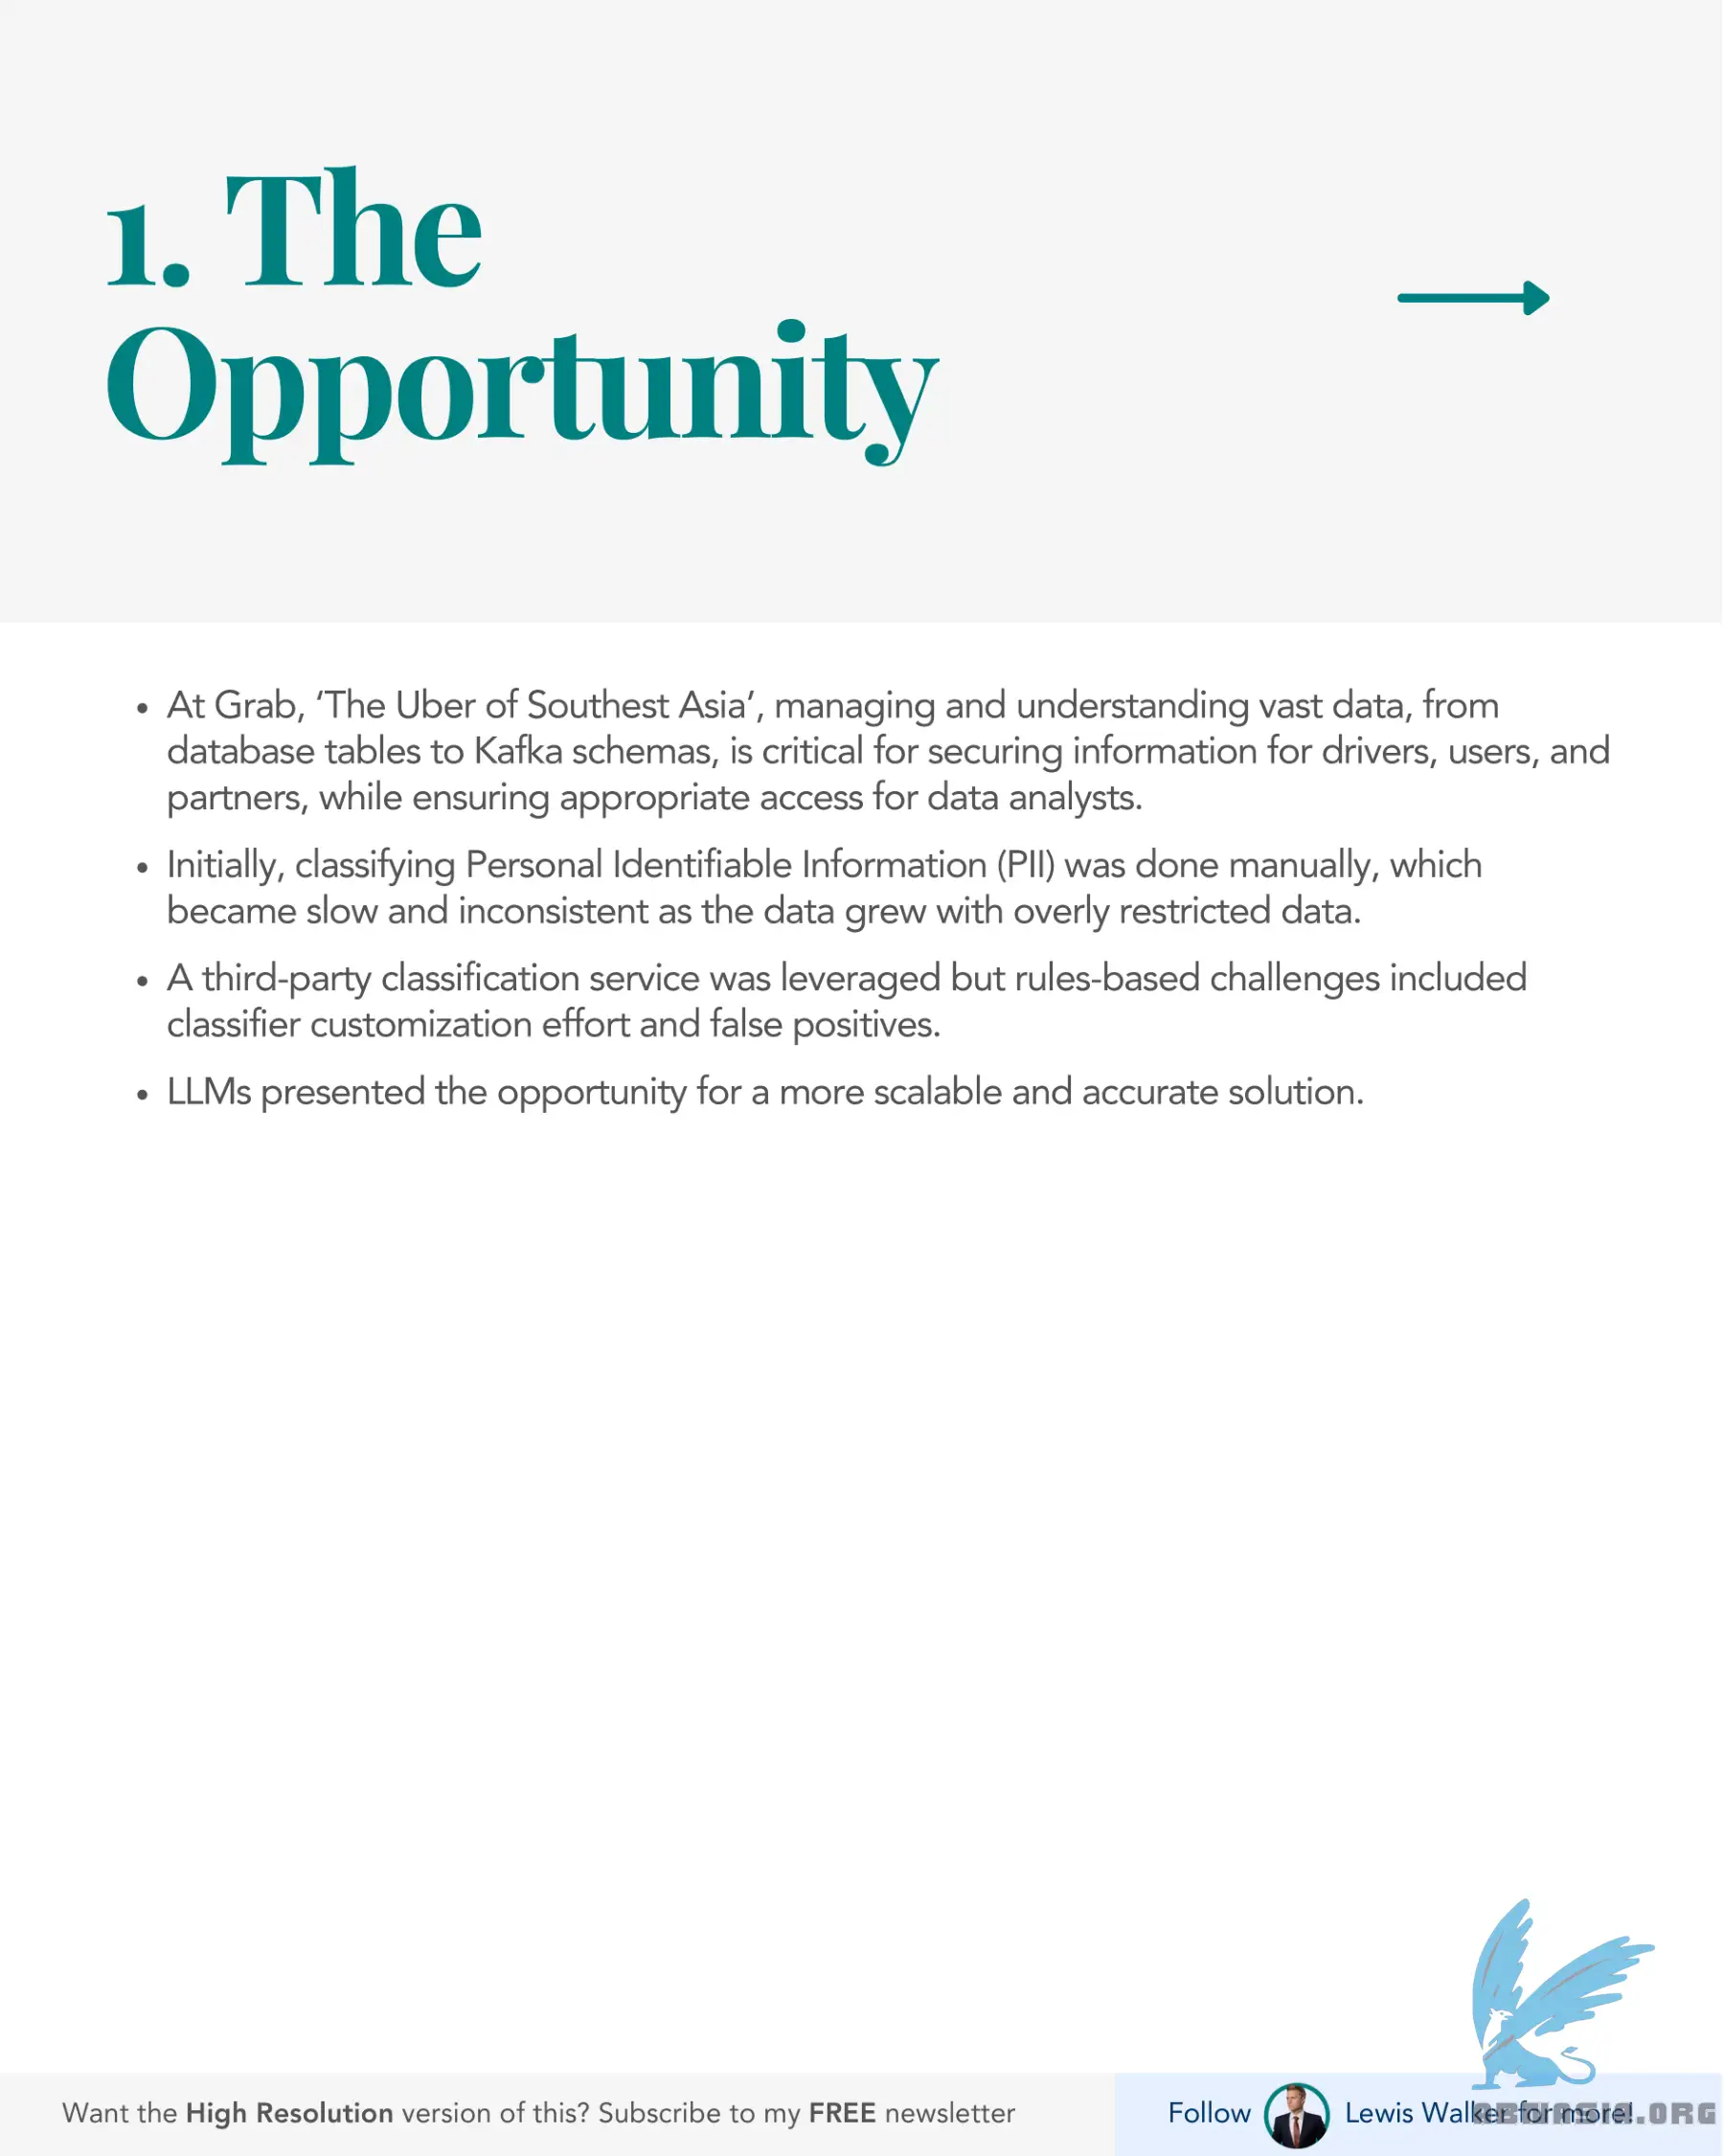 1. The
Opportunity
• At Grab, ‘The Uber of Southest Asia‘, managing and understanding vast data, from
database tables to Kafka schemas, is critical for securing information for drivers, users, and
partners, while ensuring appropriate access for data analysts.
• Initially, classifying Personal Identifiable Information (PII) was done manually, which
became slow and inconsistent as the data grew with overly restricted data.
• A third-party classification service was leveraged but rules-based challenges included
classifier customization effort and false positives.
• LLMs presented the opportunity for a more scalable and accurate solution.
Want the High Resolution version of this? Subscribe to my FREE newsletter
Follow Lewis Walker for more!
.ORG